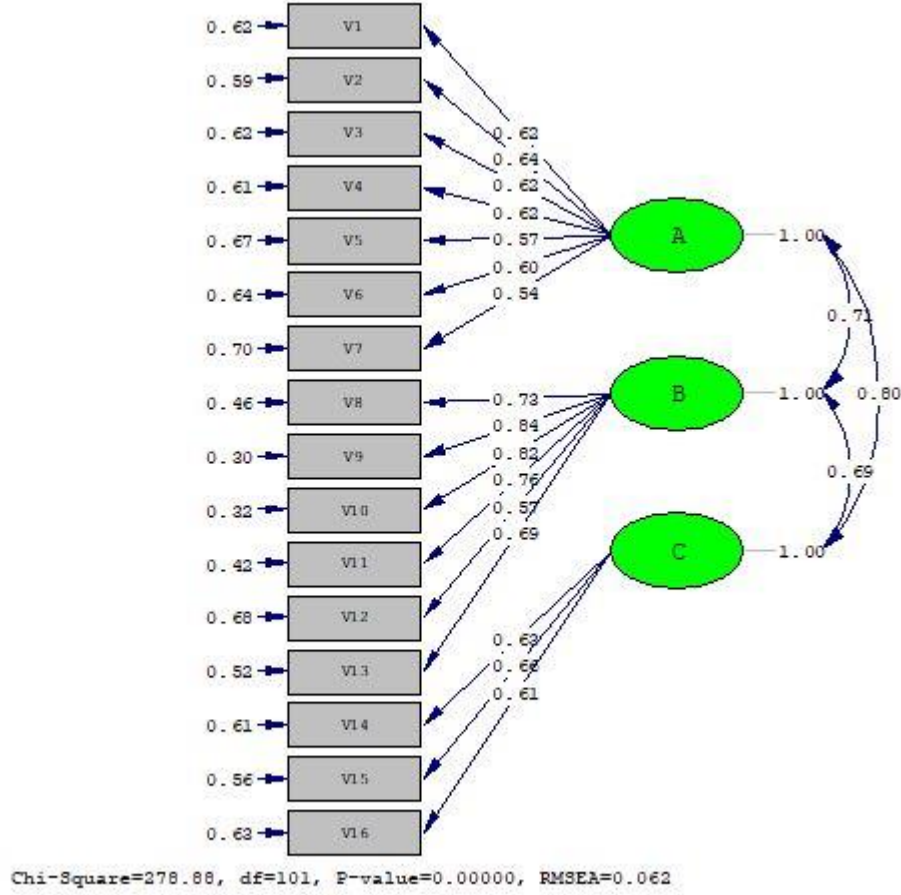 0.62 V1
0.59 V2
0.62 V3
0.61 V4
0.67 V5
0.64 V6
0.70 V7
0.46 V8
0.30 V9
0.32 V10
0.42 V11
0.68 V12
0.52 V13
0.61 V14
0.56 V15
0.63 V16
0.62
0.64
0.62
0.62
0.57
0.60
0.54
0.73
0.84
0.82
0.76
0.57
0.69
0.63
0.66
0.61
A 1.00
B 1.00
C 1.00
0.71
0.80
0.69
Chi-Square=278.88, df=101, P-value=0.00000, RMSEA=0.062